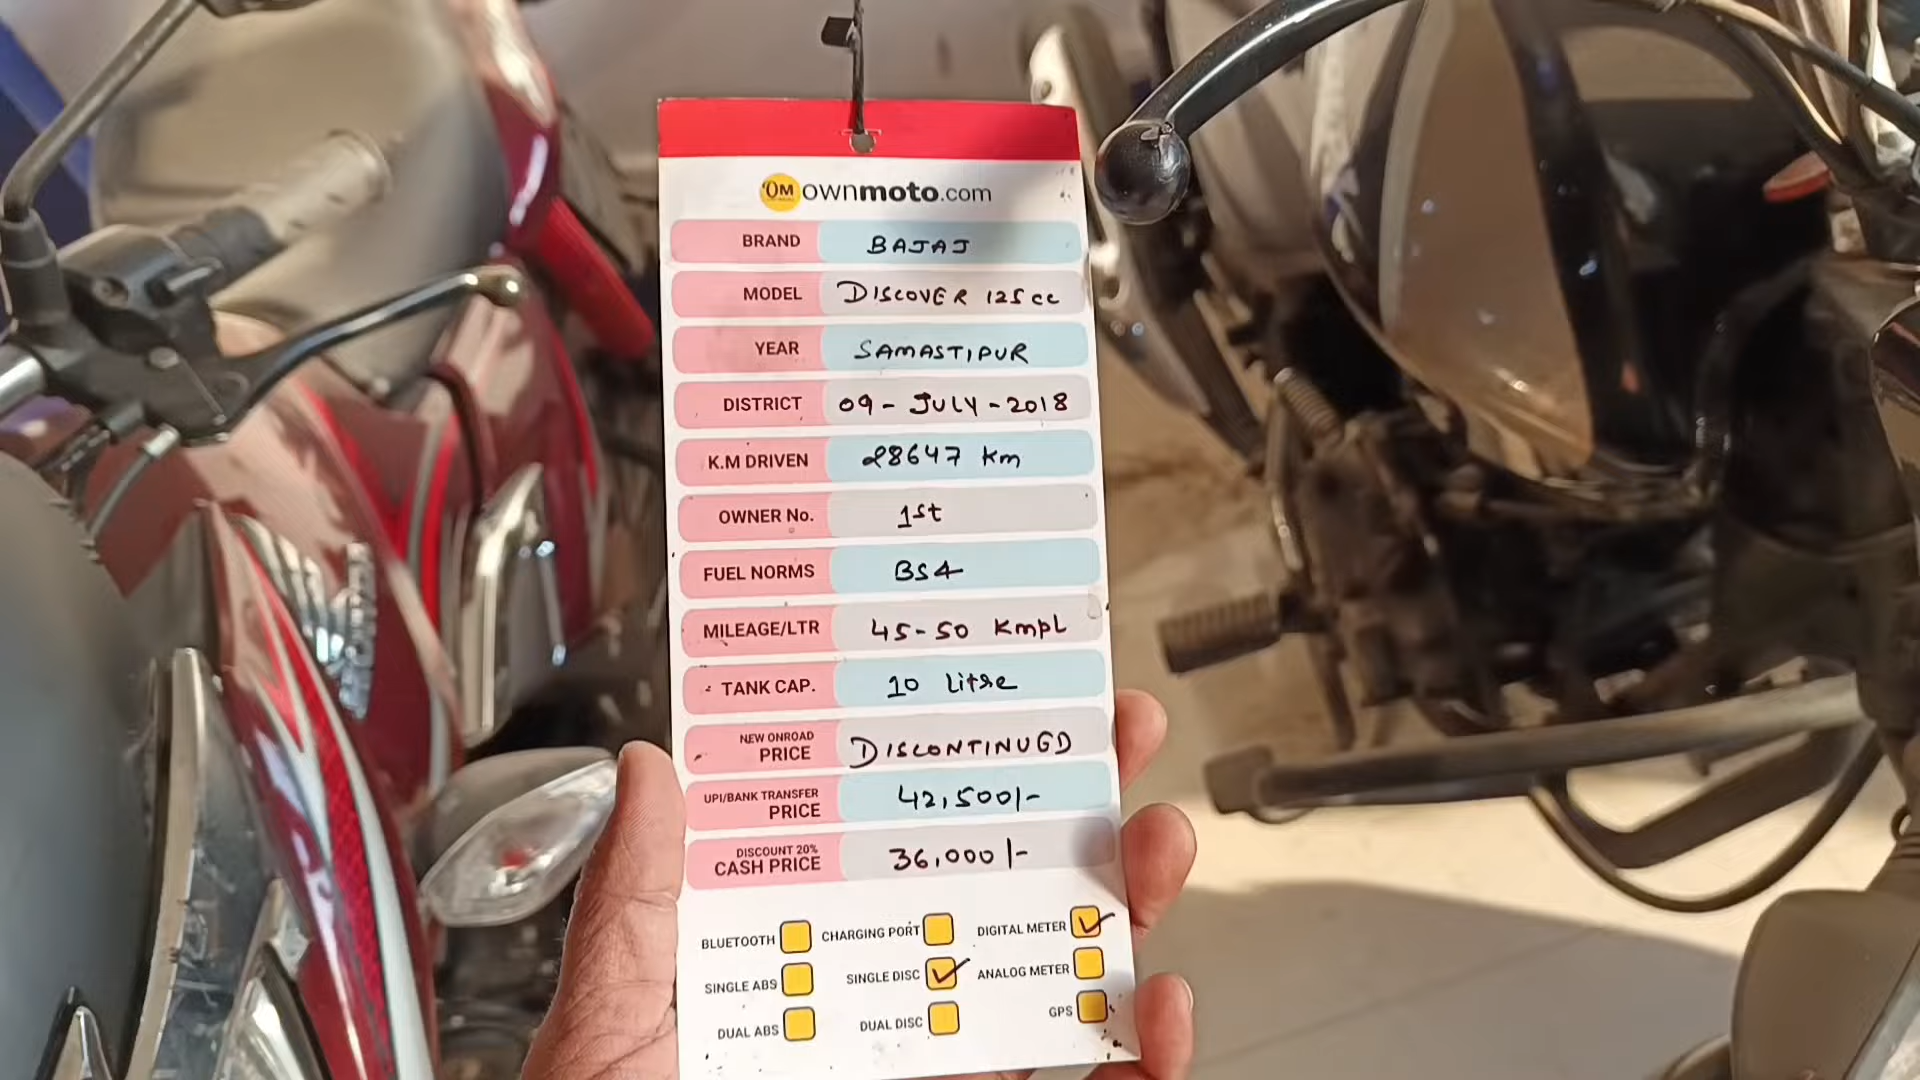 OM ownmoto.com
BRAND BAJAJ
MODEL DISCOVER 125cc
YEAR SAMASTIPUR
DISTRICT 09-JULY-2018
K.M DRIVEN 28647 Km
OWNER No. 1st
FUEL NORMS BS4
MILEAGE/LTR 45-50 Kmpl
TANK CAP. 10 Litre
NEW ONROAD PRICE DISCONTINUED
UPI/BANK TRANSFER PRICE 42,500/-
DISCOUNT 20% CASH PRICE 36,000/-
BLUETOOTH CHARGING PORT DIGITAL METER
SINGLE ABS SINGLE DISC ANALOG METER
DUAL ABS DUAL DISC GPS